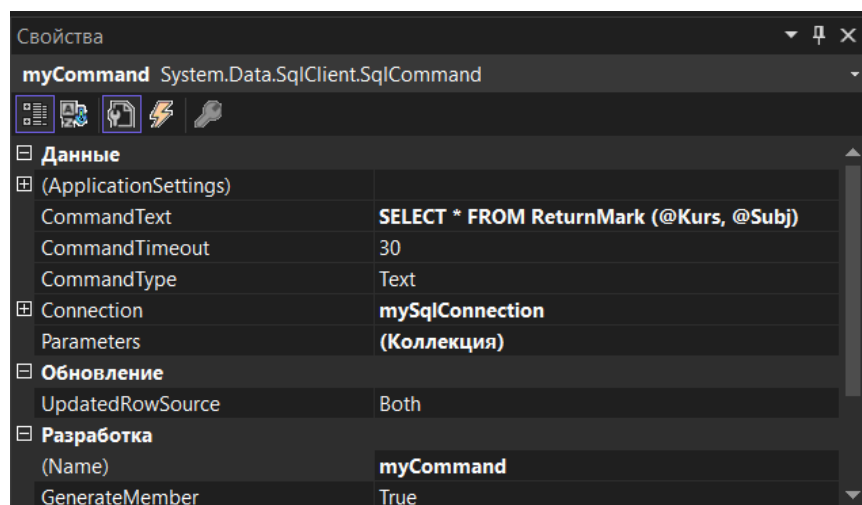 Свойства
myCommand System.Data.SqlClient.SqlCommand
Данные
(ApplicationSettings)
CommandText SELECT * FROM ReturnMark (@Kurs, @Subj)
CommandTimeout 30
CommandType Text
Connection mySqlConnection
Parameters (Коллекция)
Обновление
UpdatedRowSource Both
Разработка
(Name) myCommand
GenerateMember True